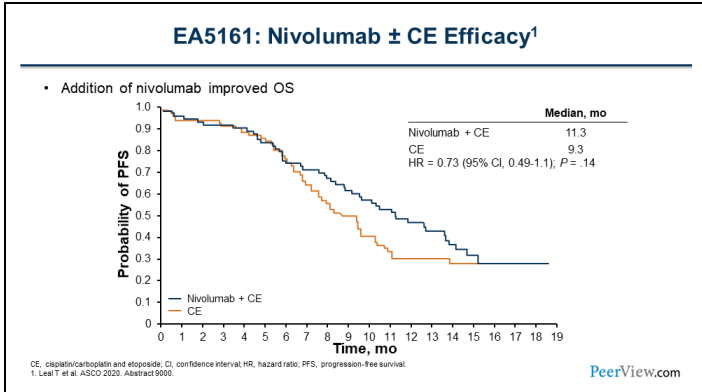 EA5161: Nivolumab ± CE Efficacy1
• Addition of nivolumab improved OS
Median, mo
Nivolumab + CE 11.3
CE 9.3
HR = 0.73 (95% CI, 0.49-1.1); P = .14
Probability of PFS
1.0
0.9
0.8
0.7
0.6
0.5
0.4
0.3
0.2
0.1
0
Nivolumab + CE
CE
0 1 2 3 4 5 6 7 8 9 10 11 12 13 14 15 16 17 18 19
Time, mo
CE, cisplatin/carboplatin and etoposide; CI, confidence interval; HR, hazard ratio; PFS, progression-free survival.
1. Leal T et al. ASCO 2020. Abstract 9000.
PeerView.com